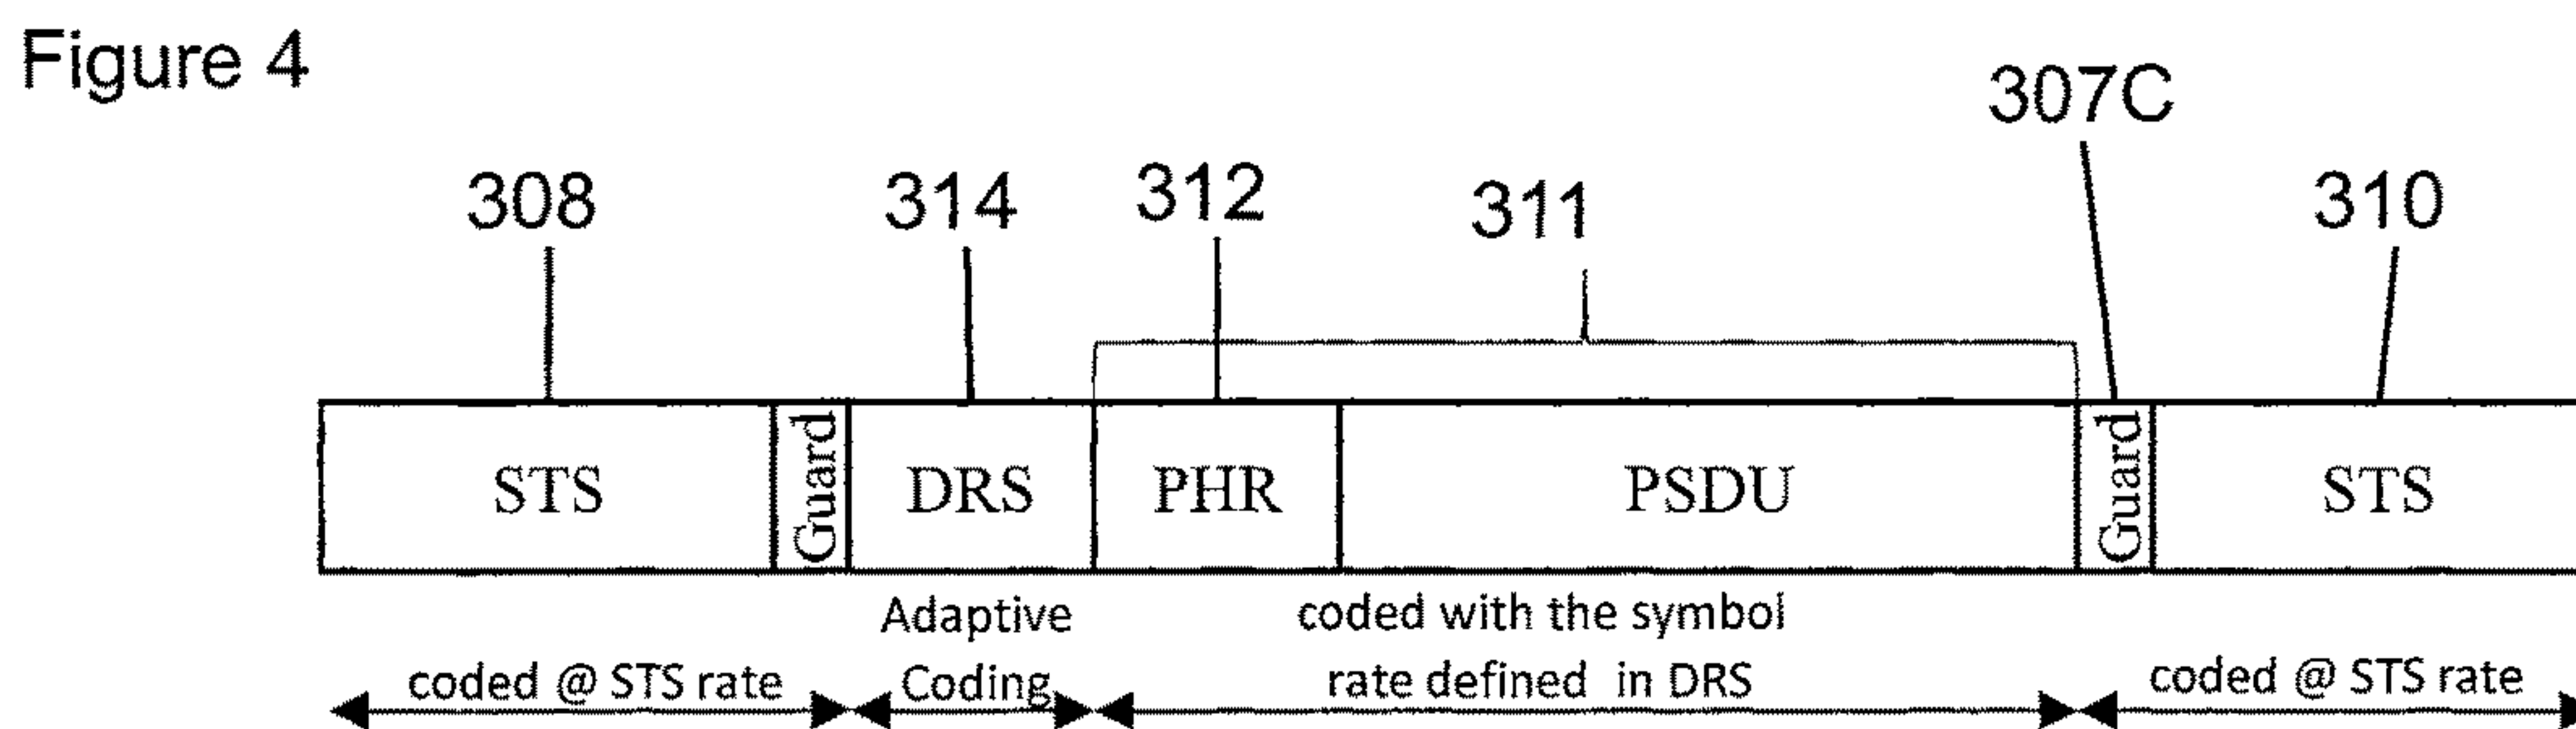 Figure 4
307C
308
314
312
311
310
STS
Guard
DRS
PHR
PSDU
Guard
STS
Adaptive
Coding
coded with the symbol
rate defined in DRS
coded @ STS rate
coded @ STS rate